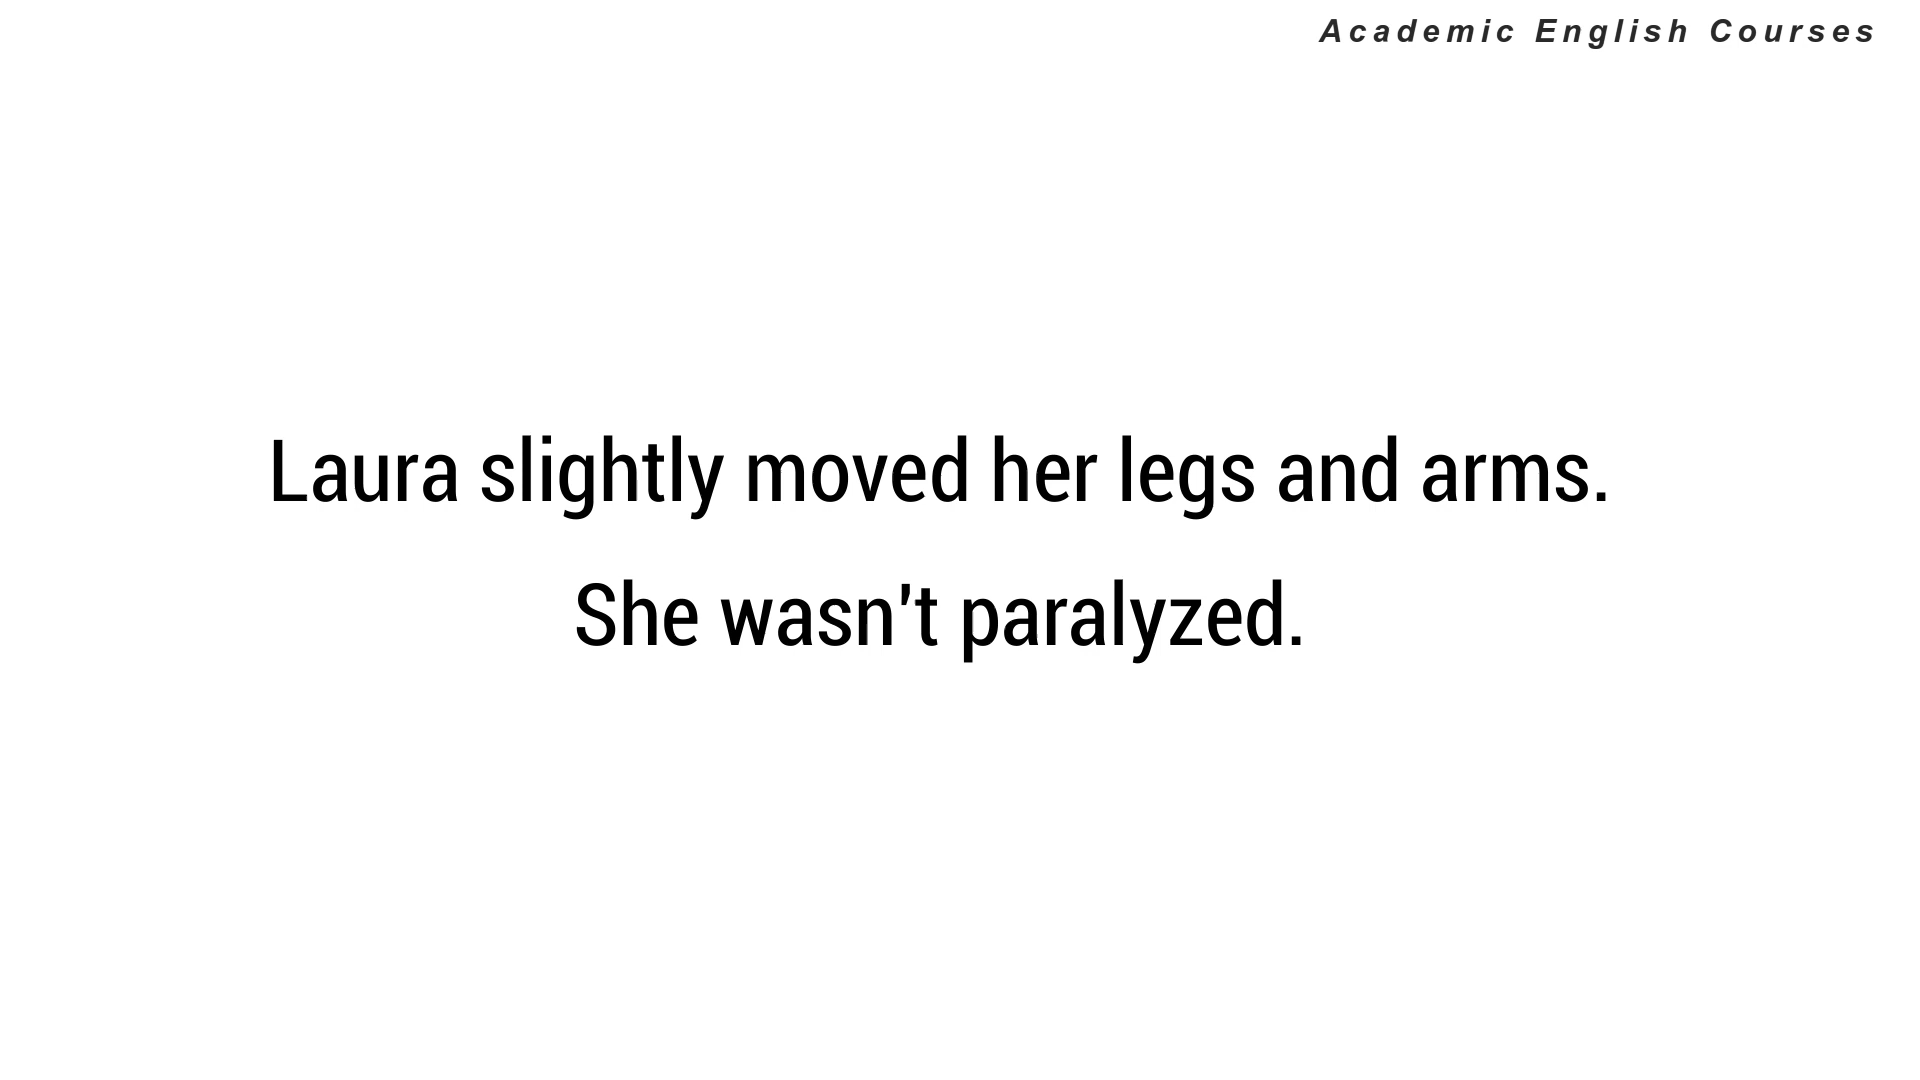 Academic English Courses
Laura slightly moved her legs and arms.
She wasn't paralyzed.